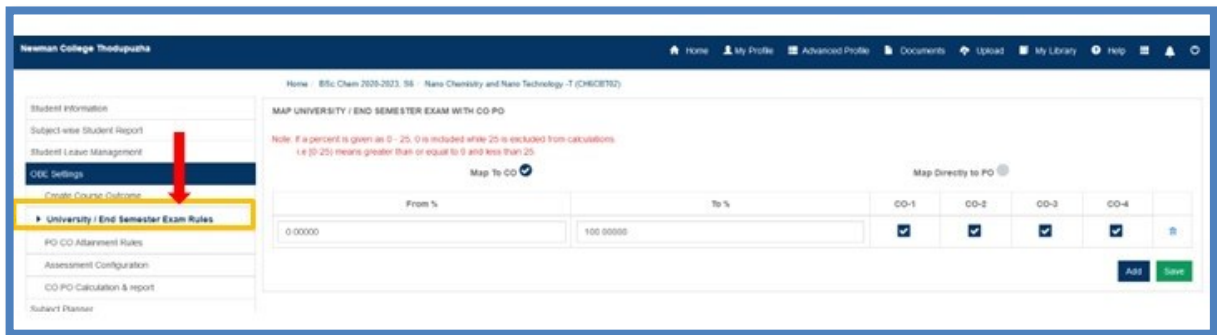 Newman College Thodupuzha
Home My Profile Advanced Profile Documents Upload My Library Help
Home / BSc Chem 2020-2023, S6 / Nano Chemistry and Nano Technology -T (CH6CBT02)
Student Information
Subject-wise Student Report
Student Leave Management
OBE Settings
Create Course Outcome
University / End Semester Exam Rules
PO CO Attainment Rules
Assessment Configuration
CO PO Calculation & report
Subject Planner
MAP UNIVERSITY / END SEMESTER EXAM WITH CO PO
Note: If a percent is given as 0 - 25, 0 is included while 25 is excluded from calculations.
i.e [0-25) means greater than or equal to 0 and less than 25.
Map To CO Map Directly to PO
From % To % CO-1 CO-2 CO-3 CO-4
0.00000 100.00000
Add Save